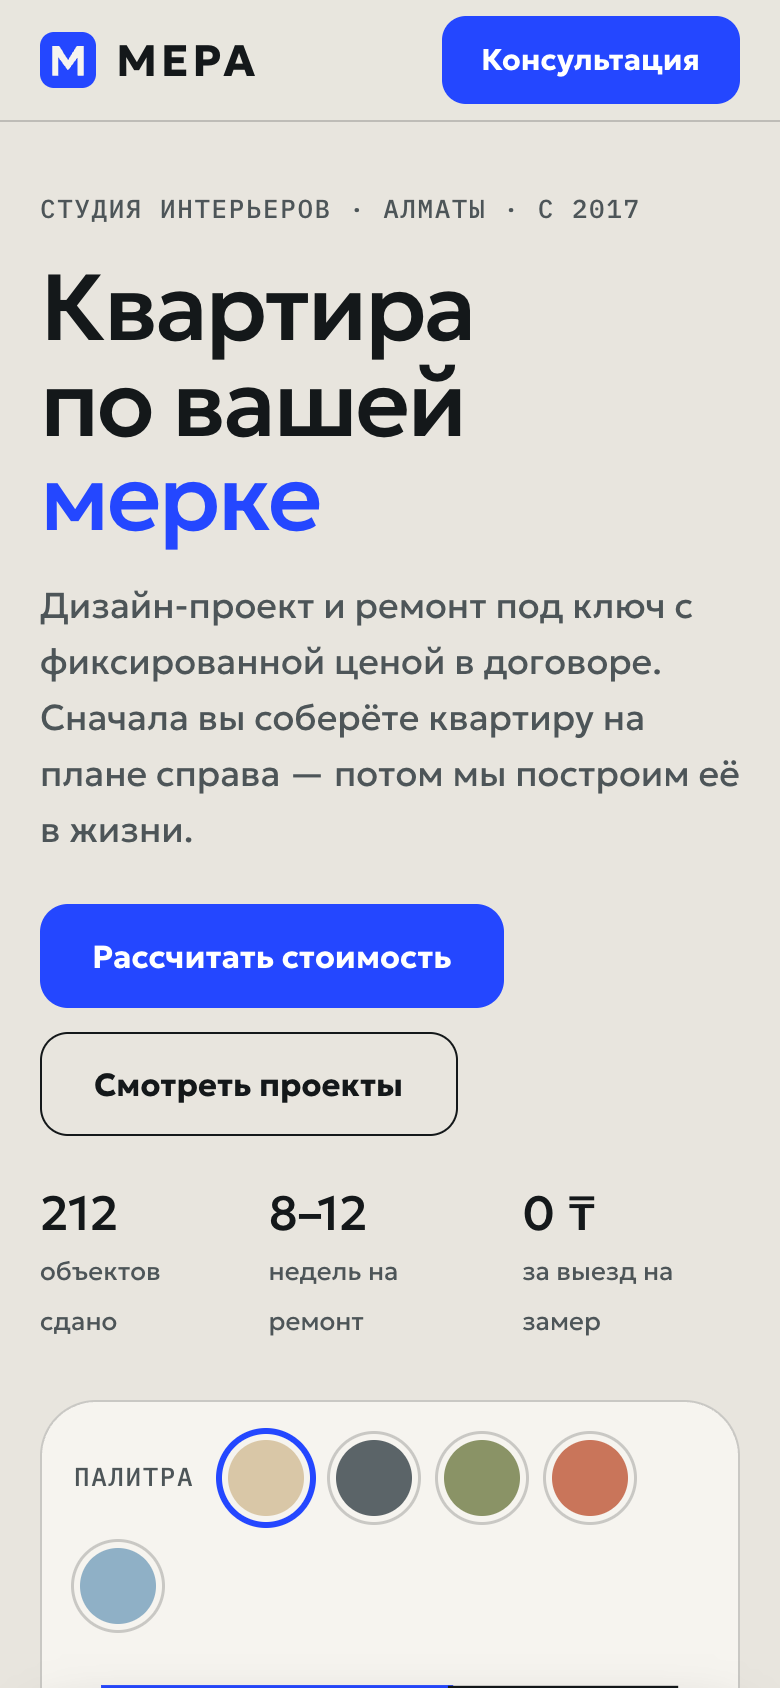 М МЕРА
Консультация
СТУДИЯ ИНТЕРЬЕРОВ · АЛМАТЫ · С 2017
Квартира
по вашей
мерке
Дизайн-проект и ремонт под ключ с
фиксированной ценой в договоре.
Сначала вы соберёте квартиру на
плане справа — потом мы построим её
в жизни.
Рассчитать стоимость
Смотреть проекты
212
объектов
сдано
8–12
недель на
ремонт
0 ₸
за выезд на
замер
ПАЛИТРА